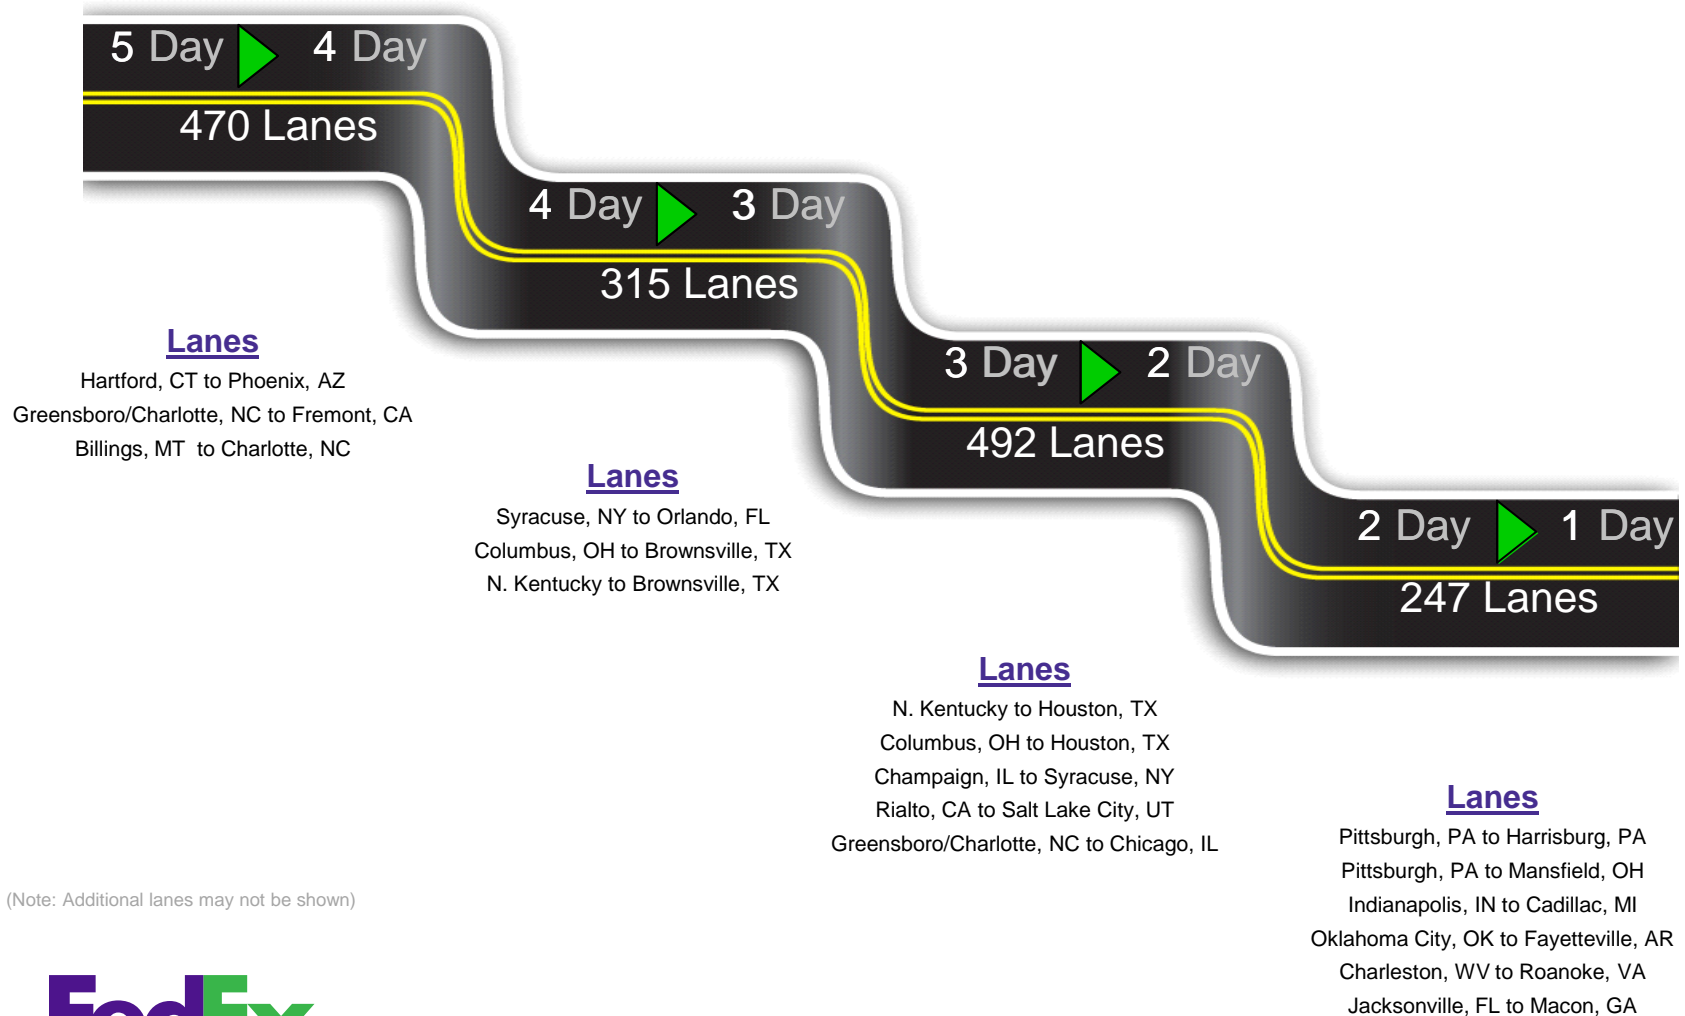 5 Day 4 Day
470 Lanes
4 Day 3 Day
315 Lanes
3 Day 2 Day
492 Lanes
2 Day 1 Day
247 Lanes
Lanes
Hartford, CT to Phoenix, AZ
Greensboro/Charlotte, NC to Fremont, CA
Billings, MT to Charlotte, NC
Lanes
Syracuse, NY to Orlando, FL
Columbus, OH to Brownsville, TX
N. Kentucky to Brownsville, TX
Lanes
N. Kentucky to Houston, TX
Columbus, OH to Houston, TX
Champaign, IL to Syracuse, NY
Rialto, CA to Salt Lake City, UT
Greensboro/Charlotte, NC to Chicago, IL
Lanes
Pittsburgh, PA to Harrisburg, PA
Pittsburgh, PA to Mansfield, OH
Indianapolis, IN to Cadillac, MI
Oklahoma City, OK to Fayetteville, AR
Charleston, WV to Roanoke, VA
Jacksonville, FL to Macon, GA
(Note: Additional lanes may not be shown)
FedEx